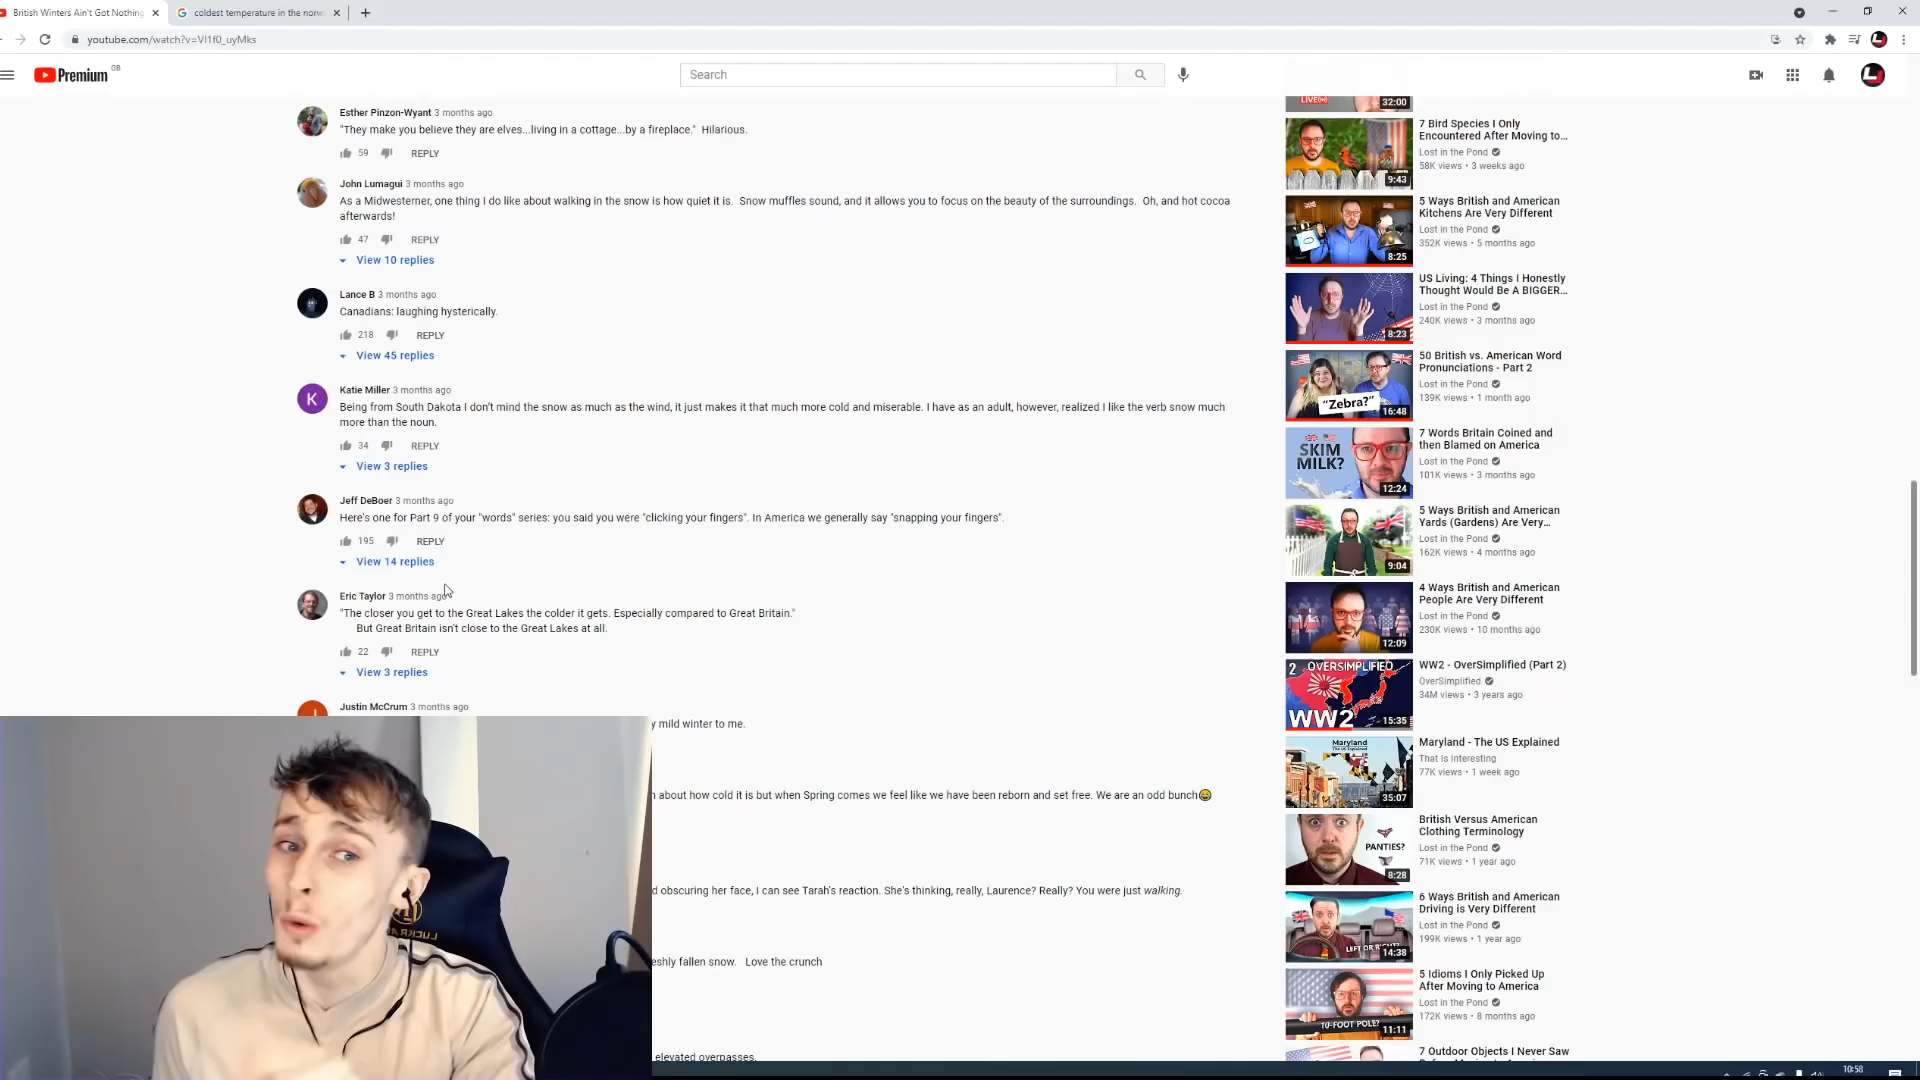 British Winters Ain't Got Nothing
coldest temperature in the norw
youtube.com/watch?v=VI1f0_uyMks
Premium GB
Search
Esther Pinzon-Wyant 3 months ago
"They make you believe they are elves...living in a cottage...by a fireplace." Hilarious.
59 REPLY
John Lumagui 3 months ago
As a Midwesterner, one thing I do like about walking in the snow is how quiet it is. Snow muffles sound, and it allows you to focus on the beauty of the surroundings. Oh, and hot cocoa
afterwards!
47 REPLY
View 10 replies
Lance B 3 months ago
Canadians: laughing hysterically.
218 REPLY
View 45 replies
Katie Miller 3 months ago
K
Being from South Dakota I don't mind the snow as much as the wind, it just makes it that much more cold and miserable. I have as an adult, however, realized I like the verb snow much
more than the noun.
34 REPLY
View 3 replies
Jeff DeBoer 3 months ago
Here's one for Part 9 of your "words" series: you said you were "clicking your fingers". In America we generally say "snapping your fingers".
195 REPLY
View 14 replies
Eric Taylor 3 months ago
"The closer you get to the Great Lakes the colder it gets. Especially compared to Great Britain."
But Great Britain isn't close to the Great Lakes at all.
22 REPLY
View 3 replies
Justin McCrum 3 months ago
y mild winter to me.
about how cold it is but when Spring comes we feel like we have been reborn and set free. We are an odd bunch😂
d obscuring her face, I can see Tarah's reaction. She's thinking, really, Laurence? Really? You were just walking.
eshly fallen snow. Love the crunch
elevated overpasses.
LIVE
32:00
7 Bird Species I Only
Encountered After Moving to...
Lost in the Pond
58K views • 3 weeks ago
9:43
5 Ways British and American
Kitchens Are Very Different
Lost in the Pond
352K views • 5 months ago
8:25
US Living: 4 Things I Honestly
Thought Would Be A BIGGER...
Lost in the Pond
240K views • 3 months ago
8:23
50 British vs. American Word
Pronunciations - Part 2
Lost in the Pond
139K views • 1 month ago
"Zebra?"
16:48
7 Words Britain Coined and
then Blamed on America
Lost in the Pond
101K views • 3 months ago
SKIM
MILK?
12:24
5 Ways British and American
Yards (Gardens) Are Very...
Lost in the Pond
162K views • 4 months ago
9:04
4 Ways British and American
People Are Very Different
Lost in the Pond
230K views • 10 months ago
12:09
WW2 - OverSimplified (Part 2)
OverSimplified
34M views • 3 years ago
2 OVERSIMPLIFIED
WW2
15:35
Maryland - The US Explained
That Is Interesting
77K views • 1 week ago
Maryland
35:07
British Versus American
Clothing Terminology
Lost in the Pond
71K views • 1 year ago
PANTIES?
8:28
6 Ways British and American
Driving is Very Different
Lost in the Pond
199K views • 1 year ago
LEFT OR RIGHT?
14:38
5 Idioms I Only Picked Up
After Moving to America
Lost in the Pond
172K views • 8 months ago
10-FOOT POLE?
11:11
7 Outdoor Objects I Never Saw
10:58